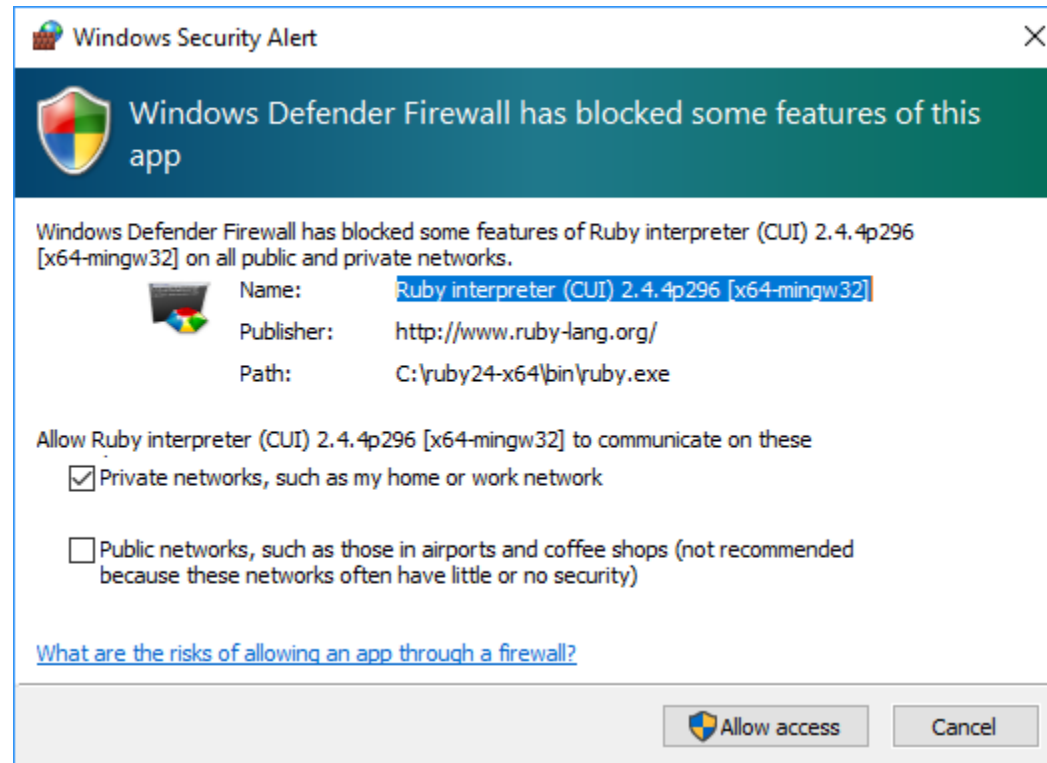 Windows Security Alert
Windows Defender Firewall has blocked some features of this
app
Windows Defender Firewall has blocked some features of Ruby interpreter (CUI) 2.4.4p296
[x64-mingw32] on all public and private networks.
Name: Ruby interpreter (CUI) 2.4.4p296 [x64-mingw32]
Publisher: http://www.ruby-lang.org/
Path: C:\ruby24-x64\bin\ruby.exe
Allow Ruby interpreter (CUI) 2.4.4p296 [x64-mingw32] to communicate on these
Private networks, such as my home or work network
Public networks, such as those in airports and coffee shops (not recommended
because these networks often have little or no security)
What are the risks of allowing an app through a firewall?
Allow access Cancel